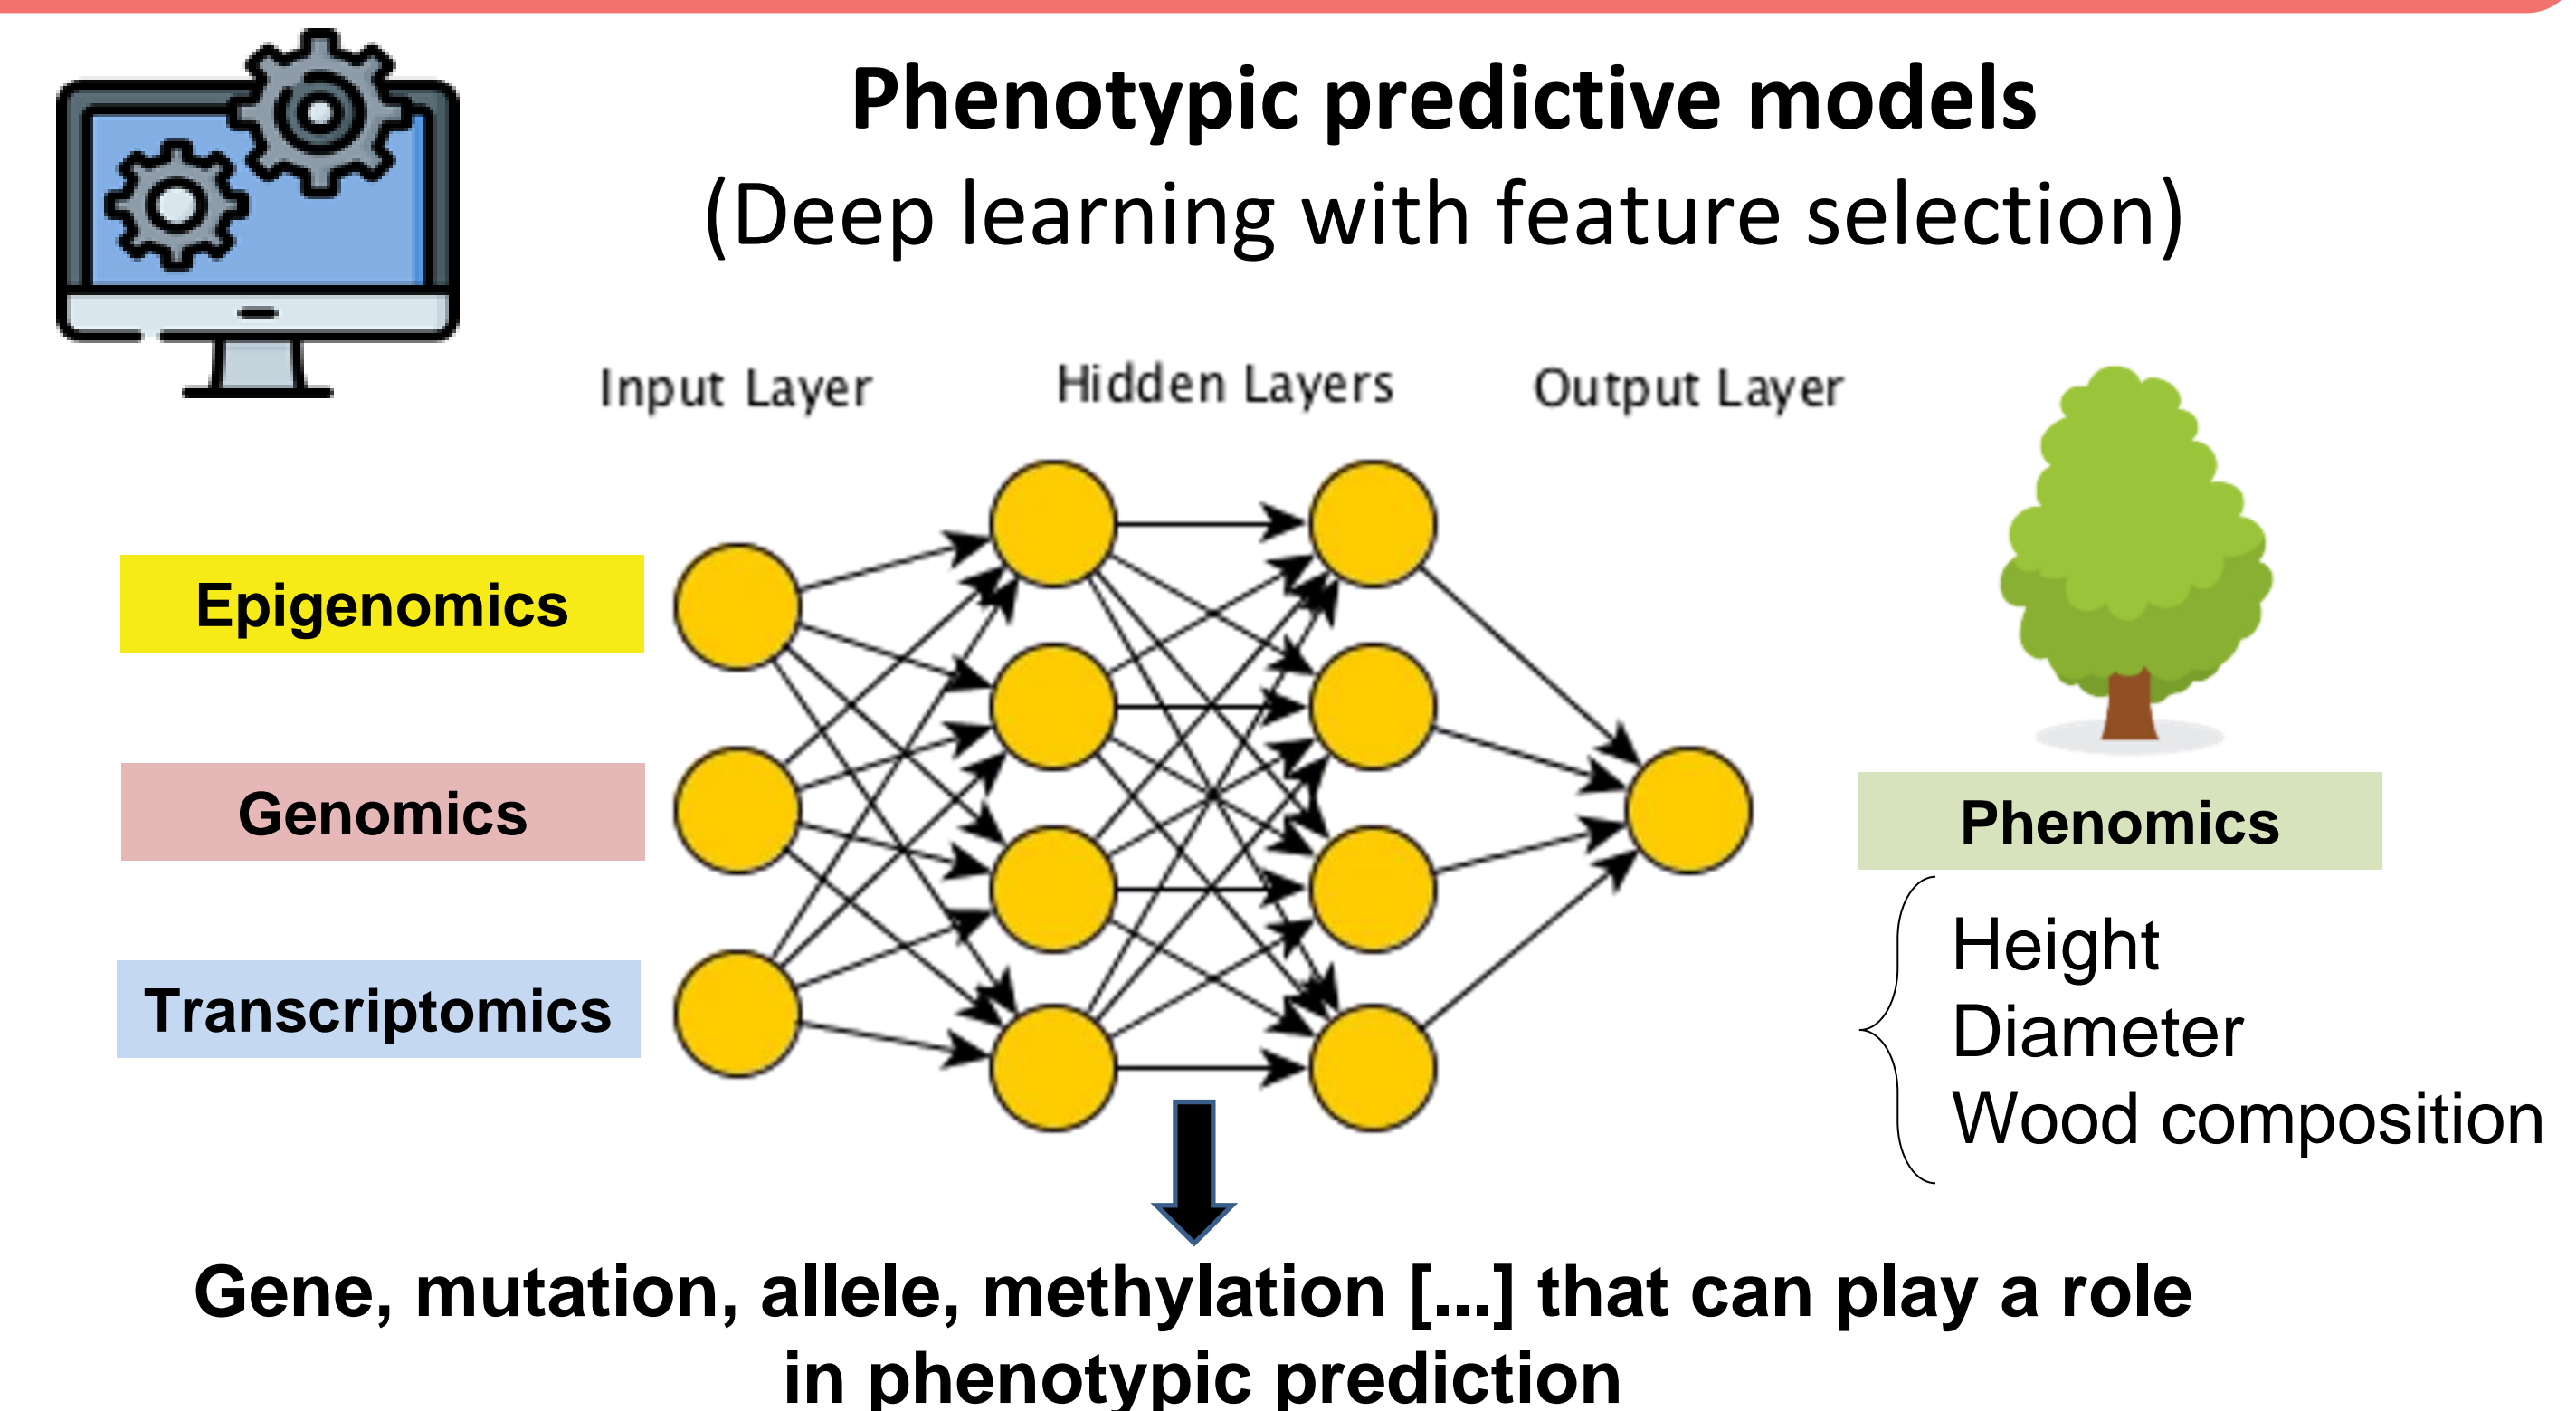 Phenotypic predictive models
(Deep learning with feature selection)
Input Layer
Hidden Layers
Output Layer
Epigenomics
Genomics
Transcriptomics
Phenomics
Height
Diameter
Wood composition
Gene, mutation, allele, methylation [...] that can play a role
in phenotypic prediction